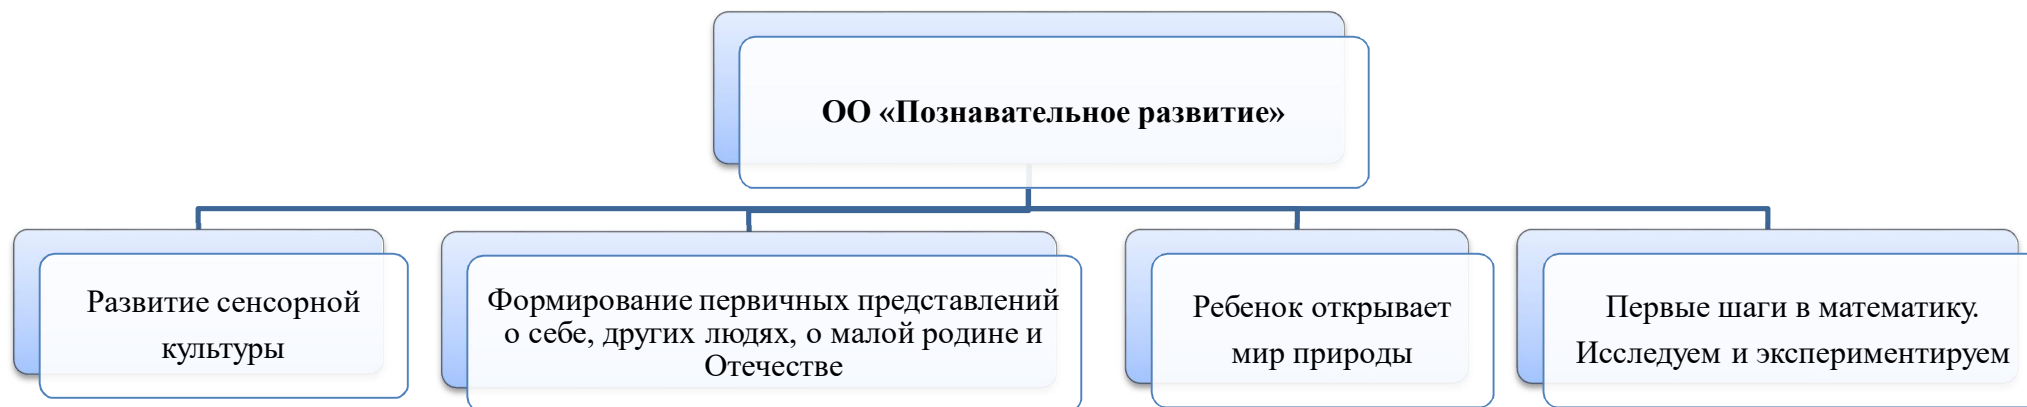 ОО «Познавательное развитие»
Развитие сенсорной
культуры
Формирование первичных представлений
о себе, других людях, о малой родине и
Отечестве
Ребенок открывает
мир природы
Первые шаги в математику.
Исследуем и экспериментируем